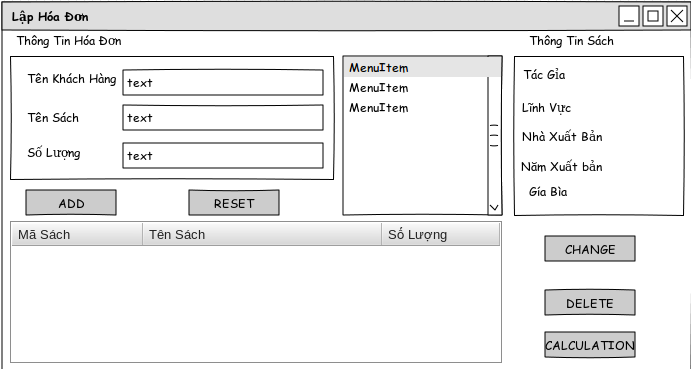 Lập Hóa Đơn
Thông Tin Hóa Đơn
Tên Khách Hàng text
Tên Sách text
Số Lượng text
ADD RESET
MenuItem
MenuItem
MenuItem
Thông Tin Sách
Tác Gỉa
Lĩnh Vực
Nhà Xuất Bản
Năm Xuất bản
Gía Bìa
Mã Sách Tên Sách Số Lượng
CHANGE
DELETE
CALCULATION